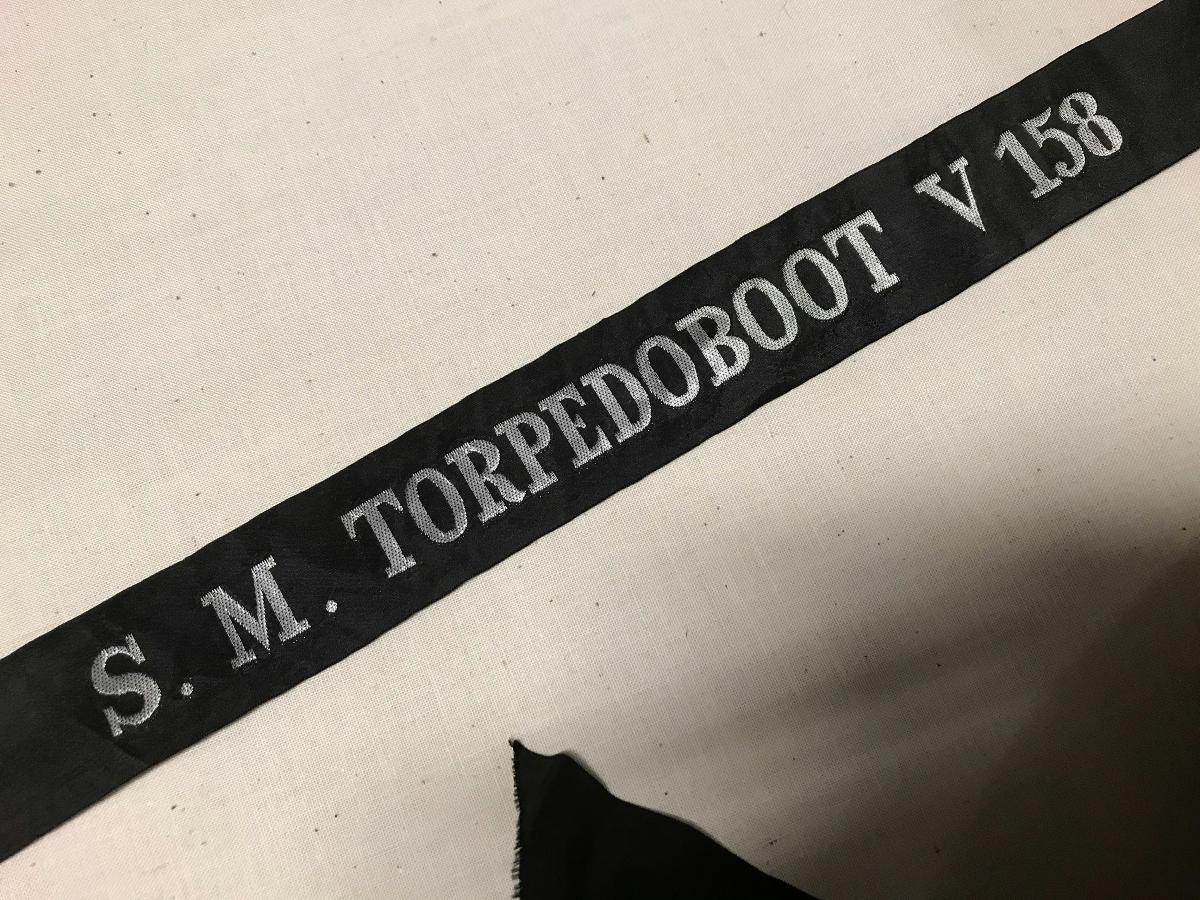 S. M. TORPEDOBOOT V 158